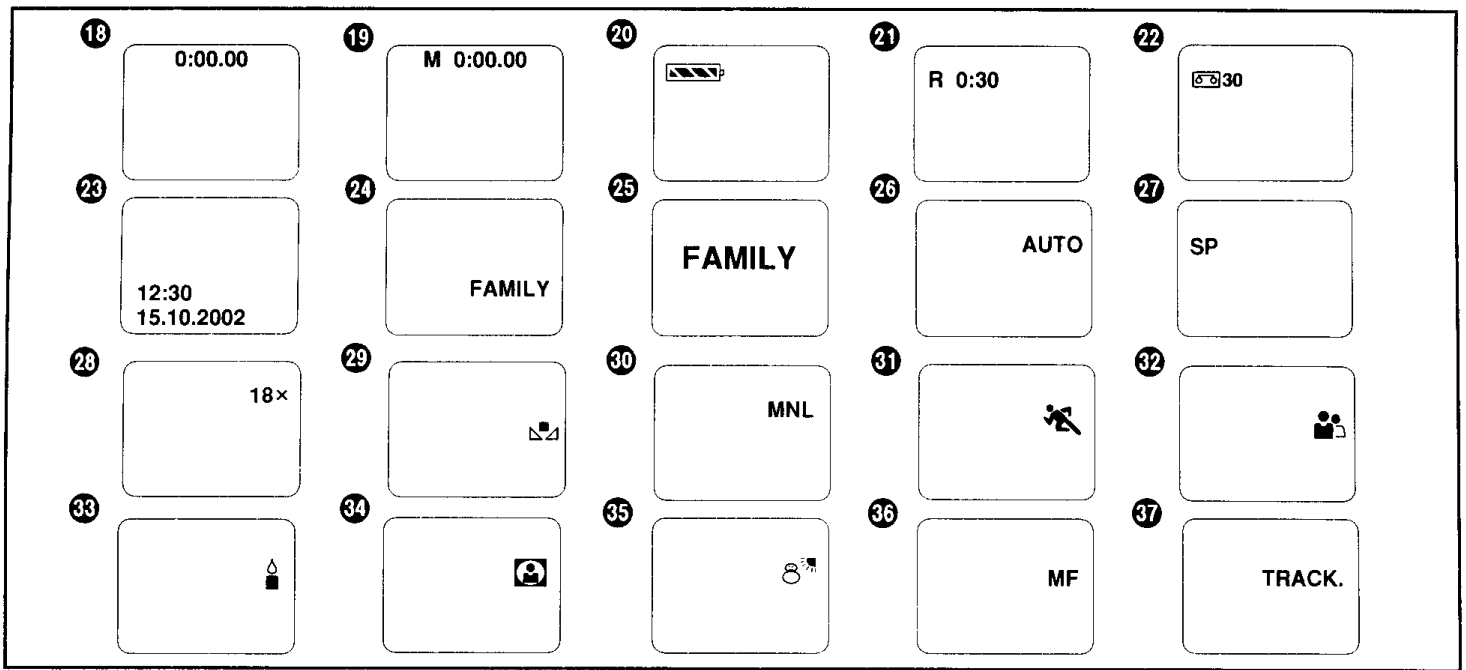 18 19 20 21 22
0:00.00 M 0:00.00 R 0:30 30
23 24 25 26 27
12:30
15.10.2002 FAMILY FAMILY AUTO SP
28 29 30 31 32
18× MNL
33 34 35 36 37
MF TRACK.